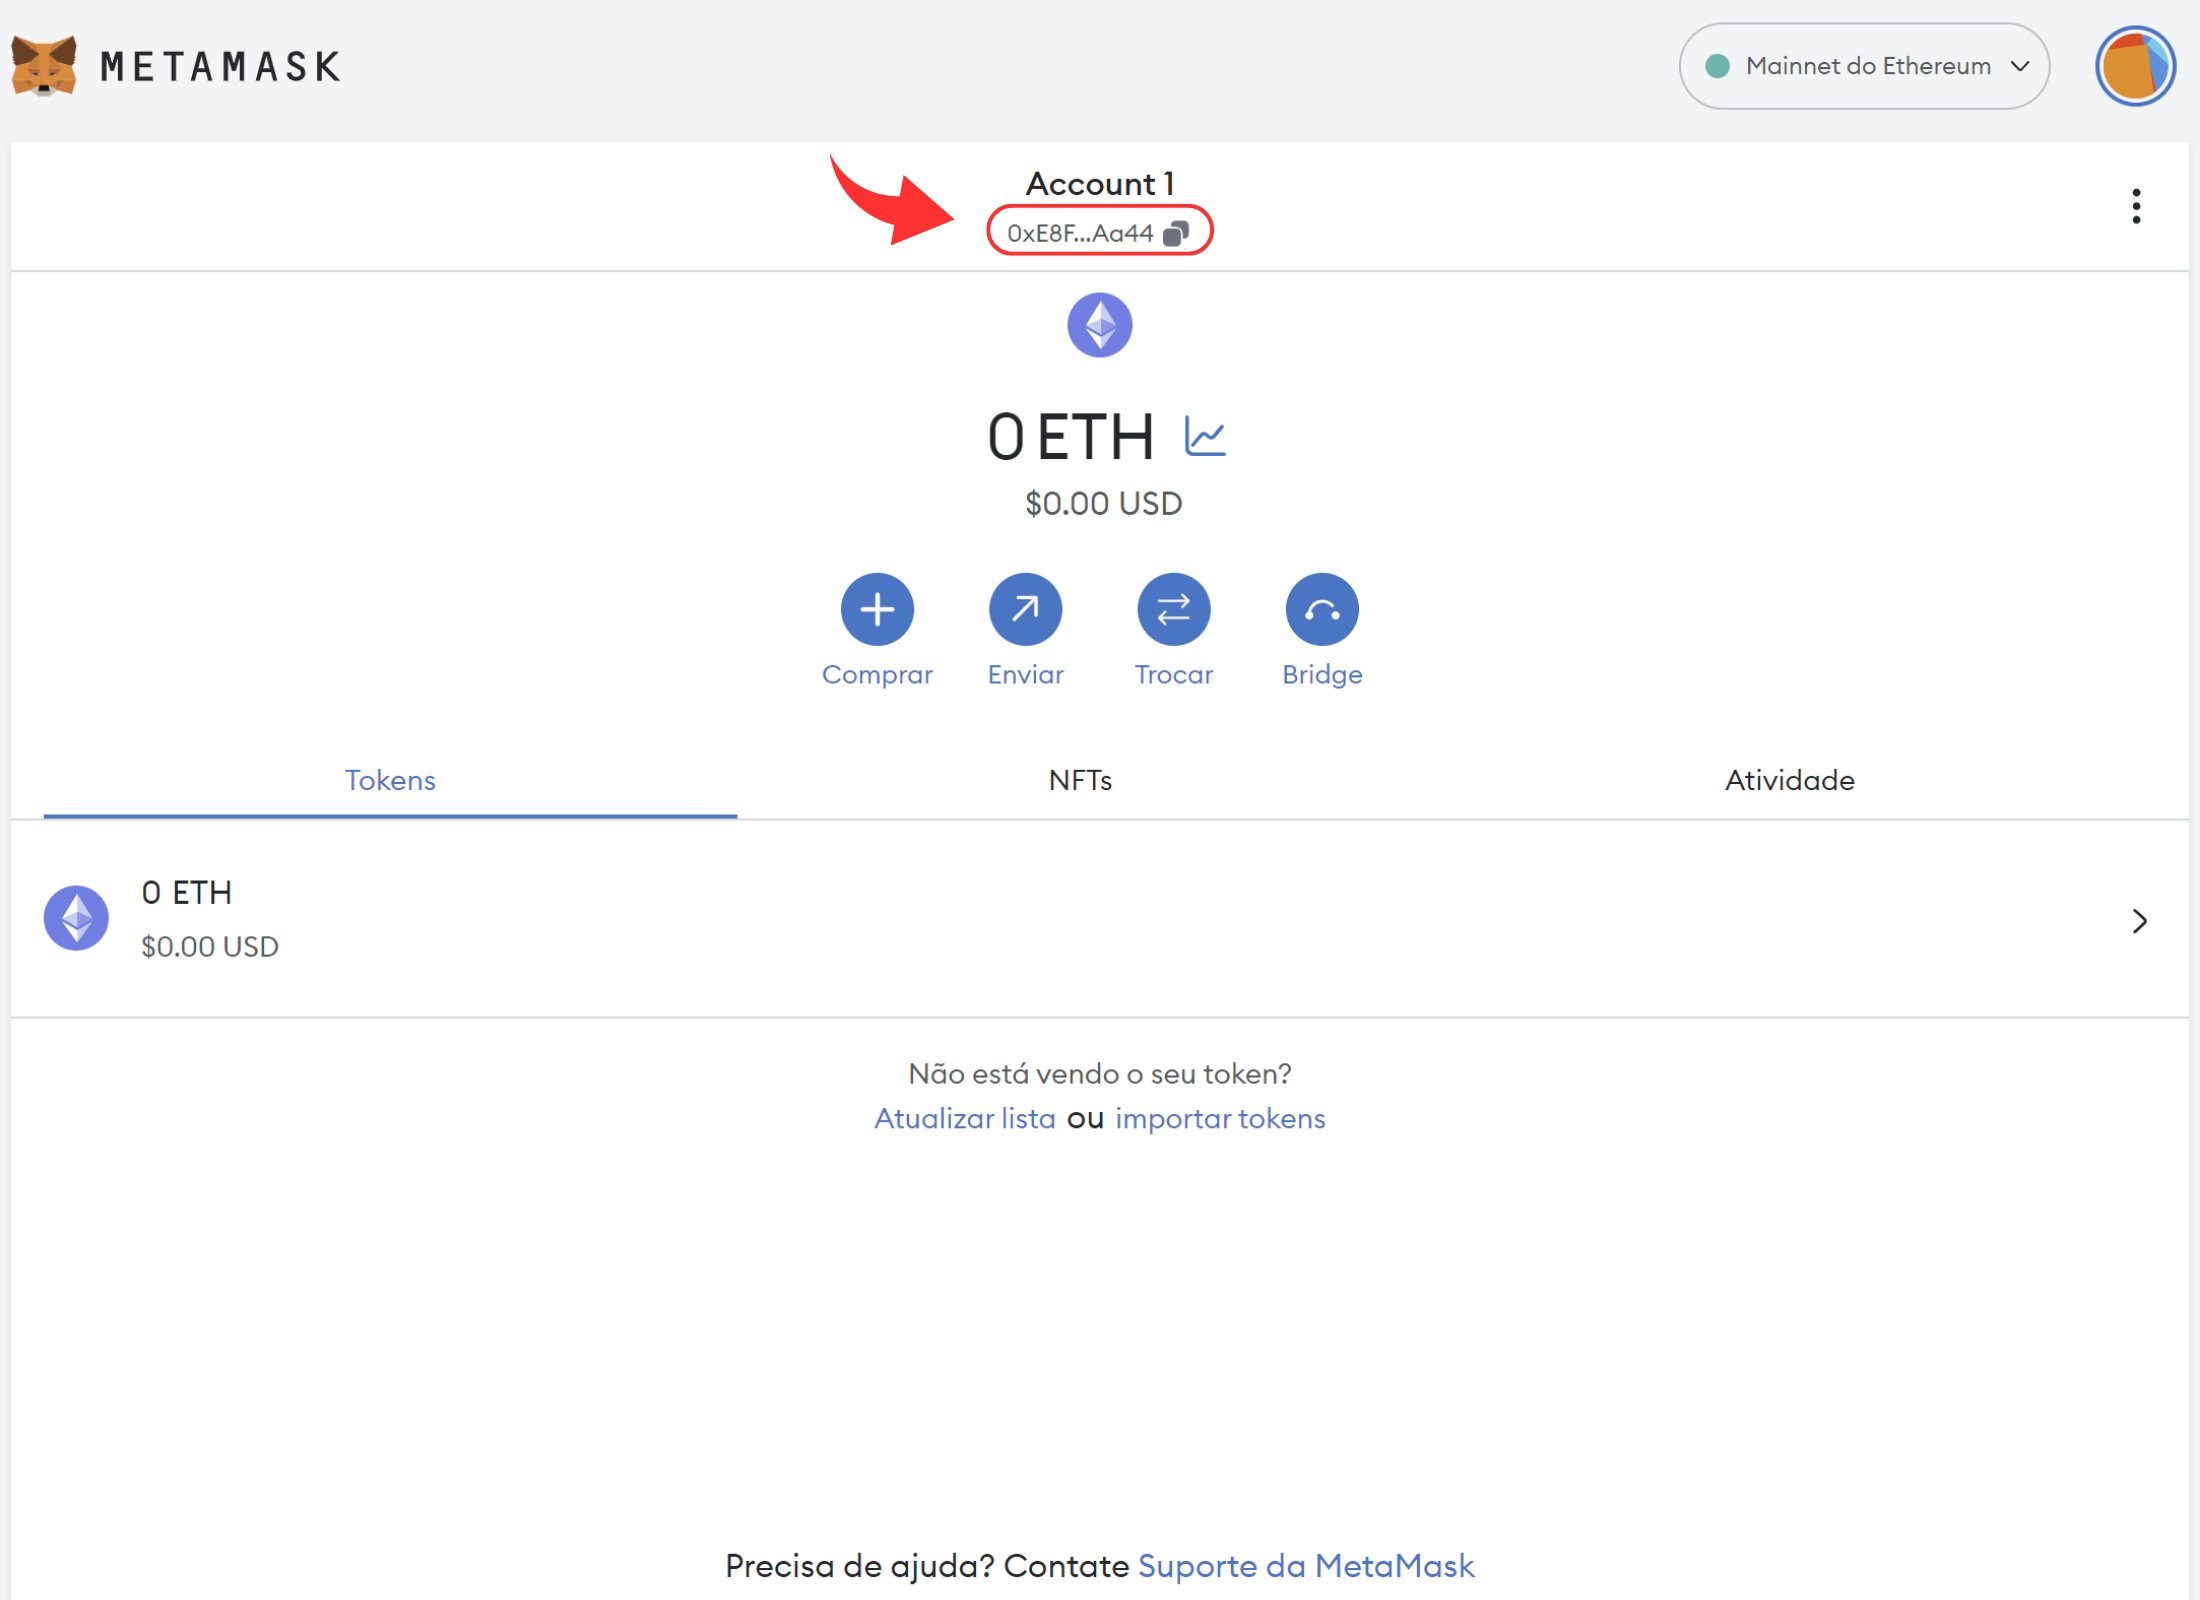 METAMASK
Mainnet do Ethereum
Account 1
0xE8F...Aa44
0 ETH
$0.00 USD
Comprar Enviar Trocar Bridge
Tokens NFTs Atividade
0 ETH
$0.00 USD
Não está vendo o seu token?
Atualizar lista ou importar tokens
Precisa de ajuda? Contate Suporte da MetaMask